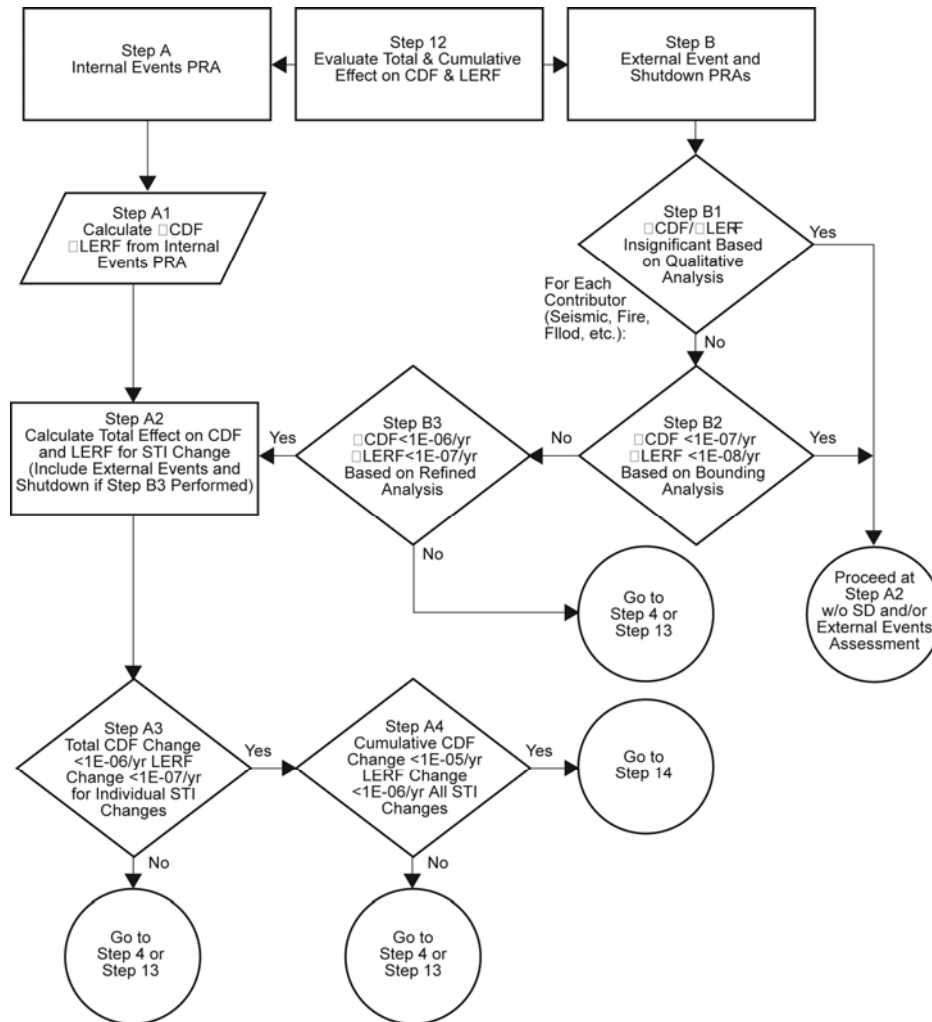 Step A
Internal Events PRA
Step 12
Evaluate Total & Cumulative
Effect on CDF & LERF
Step B
External Event and
Shutdown PRAs
Step A1
Calculate □CDF
□LERF from Internal
Events PRA
Step B1
□CDF/□LERF
Insignificant Based
on Qualitative
Analysis
Yes
For Each
Contributor
(Seismic, Fire,
Fllod, etc.):
No
Step A2
Calculate Total Effect on CDF
and LERF for STI Change
(Include External Events and
Shutdown if Step B3 Performed)
Yes
Step B3
□CDF<1E-06/yr
□LERF<1E-07/yr
Based on Refined
Analysis
No
Step B2
□CDF <1E-07/yr
□LERF <1E-08/yr
Based on Bounding
Analysis
Yes
No
Go to
Step 4 or
Step 13
Proceed at
Step A2
w/o SD and/or
External Events
Assessment
Step A3
Total CDF Change
<1E-06/yr LERF
Change <1E-07/yr
for Individual STI
Changes
Yes
Step A4
Cumulative CDF
Change <1E-05/yr
LERF Change
<1E-06/yr All STI
Changes
Yes
Go to
Step 14
No
No
Go to
Step 4 or
Step 13
Go to
Step 4 or
Step 13